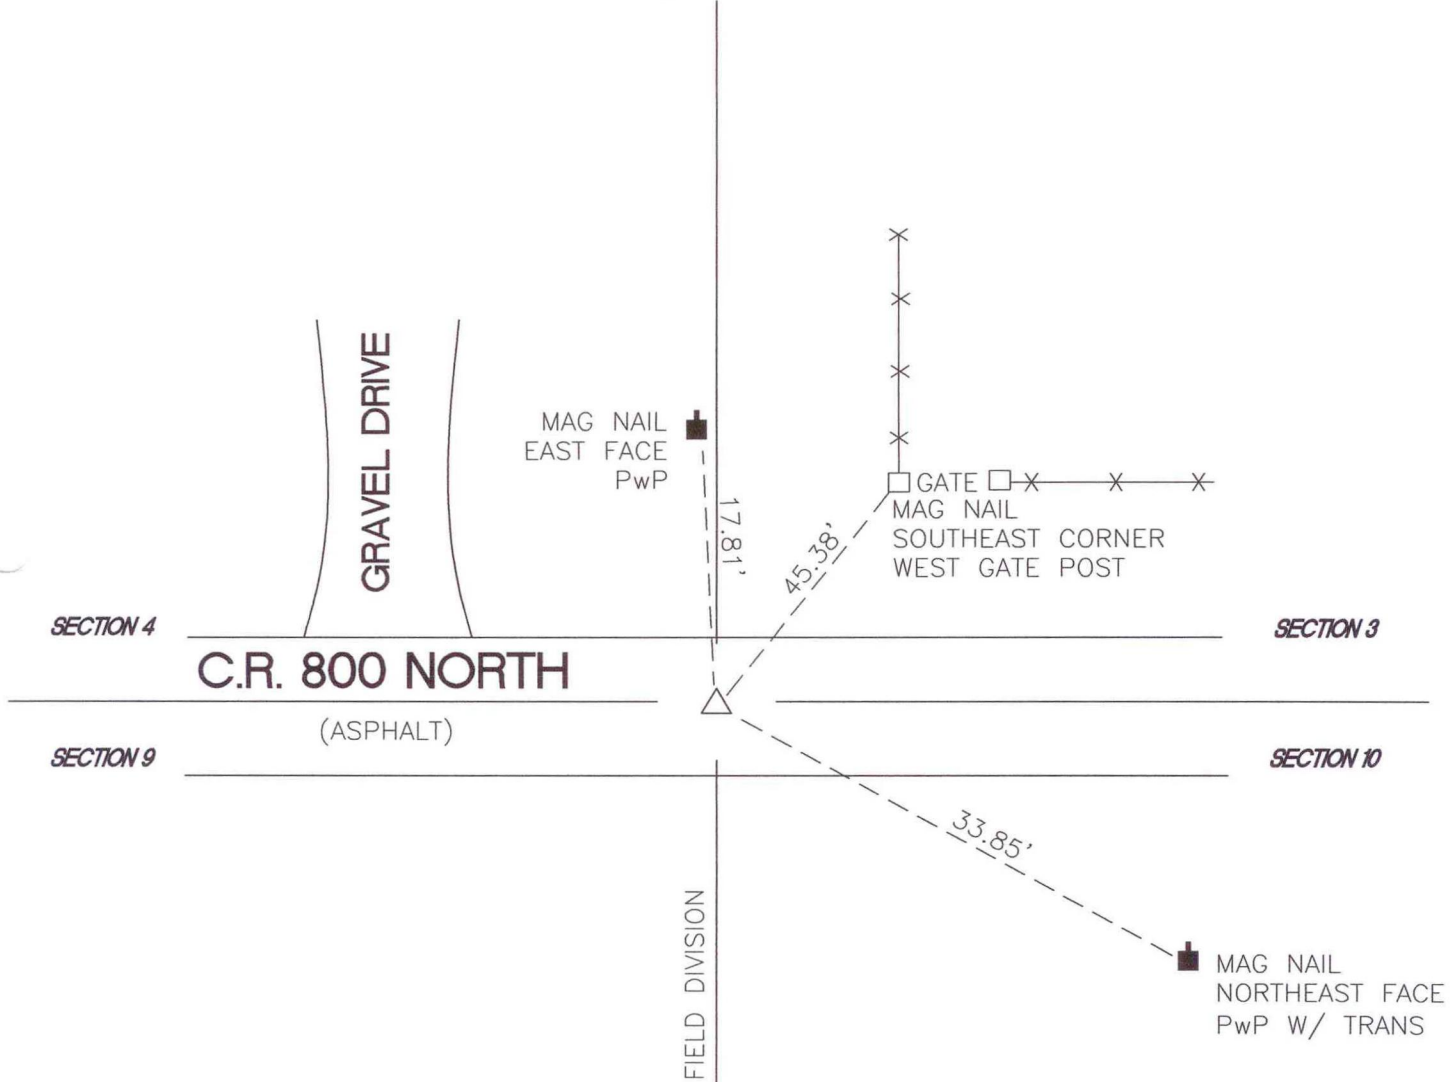 GRAVEL DRIVE
MAG NAIL
EAST FACE
PwP
17.81'
45.38'
GATE
MAG NAIL
SOUTHEAST CORNER
WEST GATE POST
SECTION 4
SECTION 3
C.R. 800 NORTH
(ASPHALT)
SECTION 9
SECTION 10
33.85'
FIELD DIVISION
MAG NAIL
NORTHEAST FACE
PwP W/ TRANS